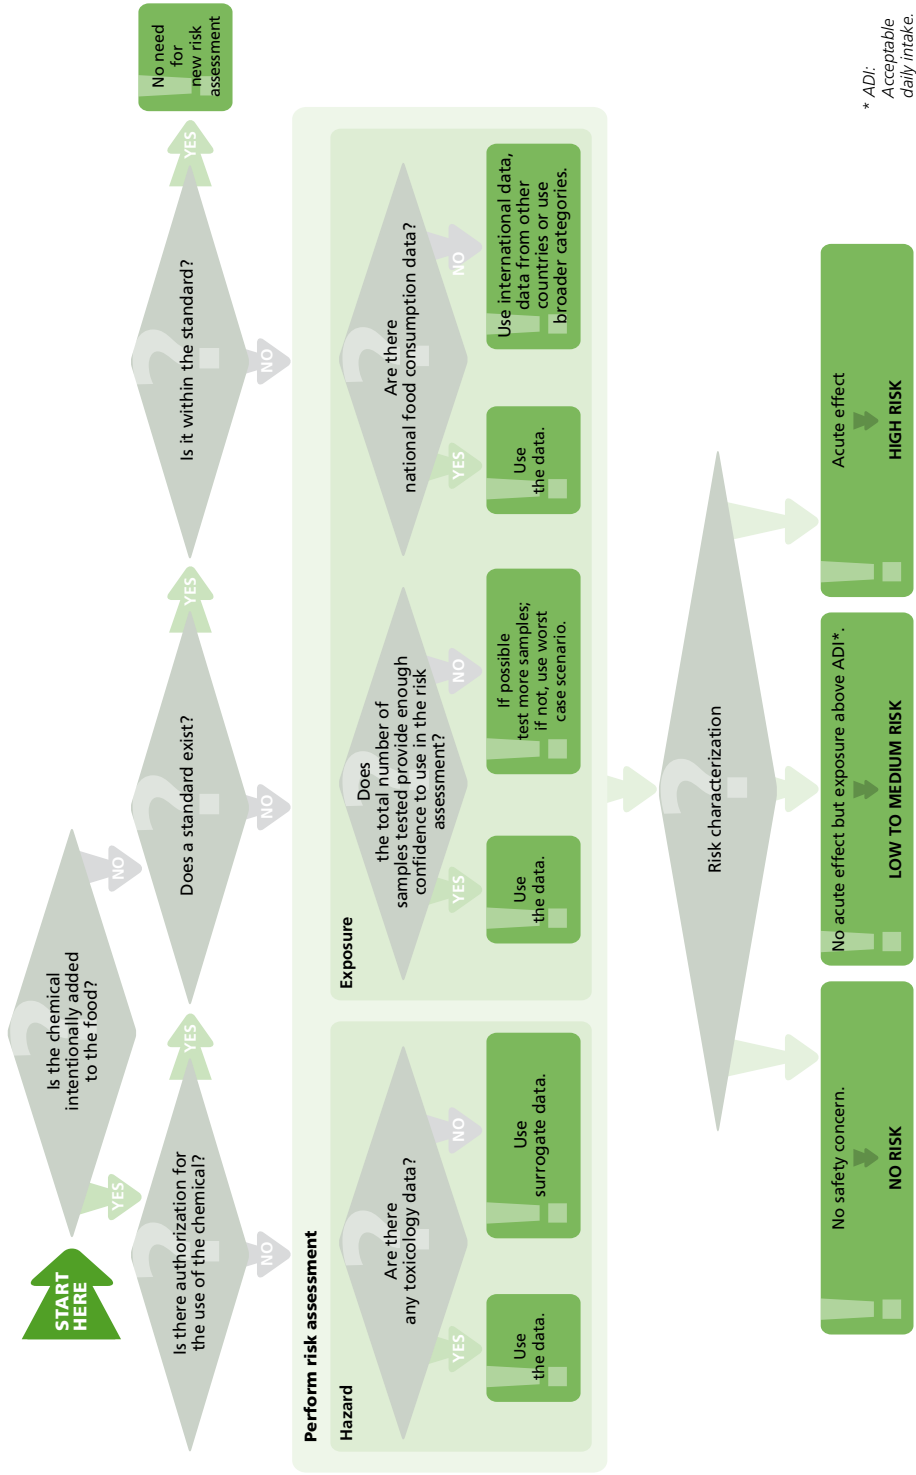 START
HERE
Is the chemical
intentionally added
to the food?
YES
NO
Is there authorization for
the use of the chemical?
YES
NO
Does a standard exist?
YES
NO
Is it within the standard?
YES
NO
No need
for
new risk
assessment
Perform risk assessment
Hazard
Are there
any toxicology data?
YES
NO
Use
the data.
Use
surrogate data.
Exposure
Does
the total number of
samples tested provide enough
confidence to use in the risk
assessment?
YES
NO
Use
the data.
If possible
test more samples;
if not, use worst
case scenario.
Are there
national food consumption data?
YES
NO
Use
the data.
Use international data,
data from other
countries or use
broader categories.
Risk characterization
No safety concern.
NO RISK
No acute effect but exposure above ADI*.
LOW TO MEDIUM RISK
Acute effect
HIGH RISK
* ADI:
Acceptable
daily intake.